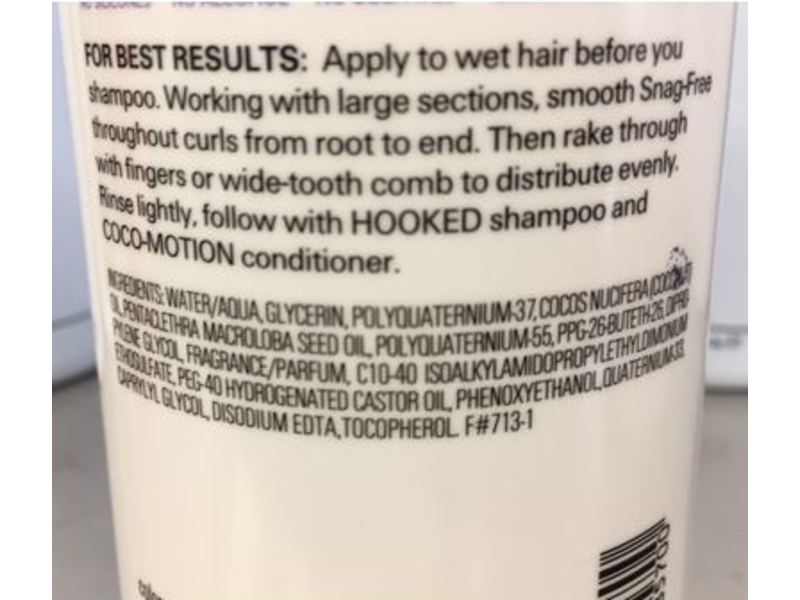 FOR BEST RESULTS: Apply to wet hair before you
shampoo. Working with large sections, smooth Snag-Free
throughout curls from root to end. Then rake through
with fingers or wide-tooth comb to distribute evenly.
Rinse lightly, follow with HOOKED shampoo and
COCO-MOTION conditioner.
INGREDIENTS: WATER/AQUA, GLYCERIN, POLYQUATERNIUM-37, COCOS NUCIFERA (COCONUT)
OIL, PENTACLETHRA MACROLOBA SEED OIL, POLYQUATERNIUM-55, PPG-26-BUTETH-26, DIPRO-
PYLENE GLYCOL, FRAGRANCE/PARFUM, C10-40 ISOALKYLAMIDOPROPYLETHYLDIMONIUM
ETHOSULFATE, PEG-40 HYDROGENATED CASTOR OIL, PHENOXYETHANOL, QUATERNIUM-33,
CAPRYLYL GLYCOL, DISODIUM EDTA, TOCOPHEROL. F#713-1